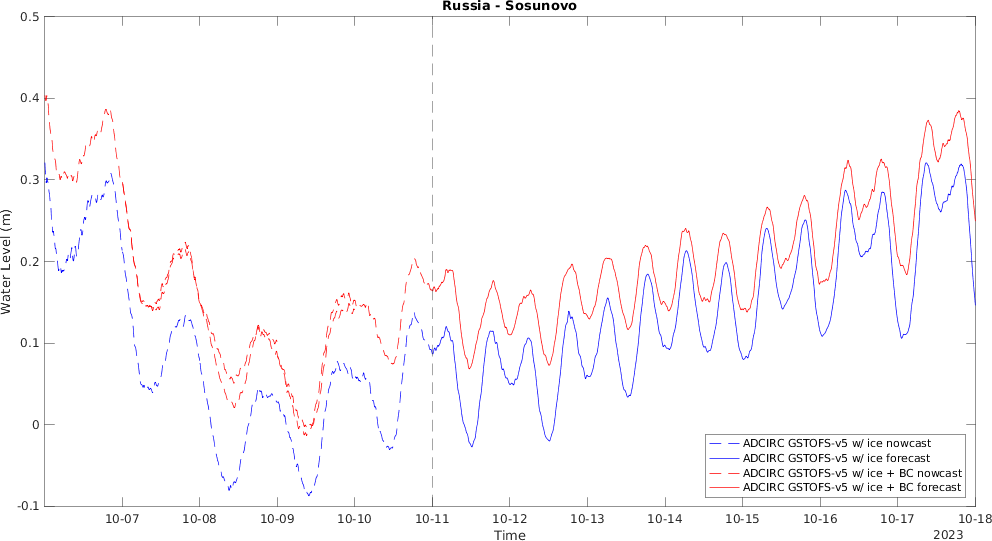 Russia - Sosunovo
Water Level (m)
0.5
0.4
0.3
0.2
0.1
0
-0.1
10-07 10-08 10-09 10-10 10-11 10-12 10-13 10-14 10-15 10-16 10-17 10-18
Time
2023
ADCIRC GSTOFS-v5 w/ ice nowcast
ADCIRC GSTOFS-v5 w/ ice forecast
ADCIRC GSTOFS-v5 w/ ice + BC nowcast
ADCIRC GSTOFS-v5 w/ ice + BC forecast